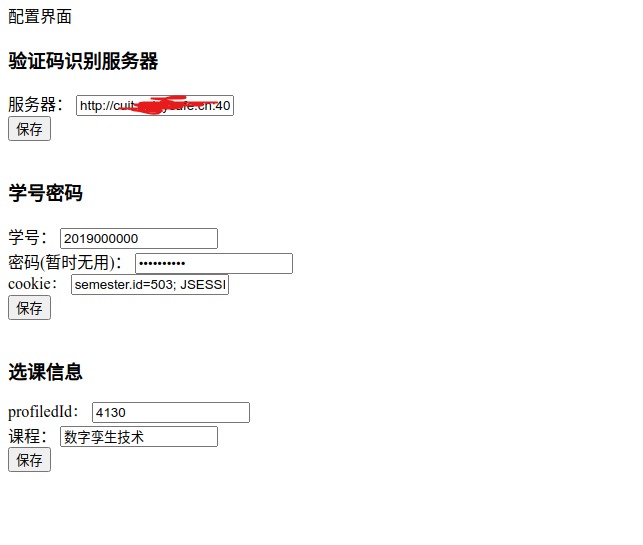 配置界面
验证码识别服务器
服务器： http://cuit.cn:40
保存
学号密码
学号： 2019000000
密码(暂时无用)： ••••••••••
cookie： semester.id=503; JSESSI
保存
选课信息
profiledId： 4130
课程： 数字孪生技术
保存